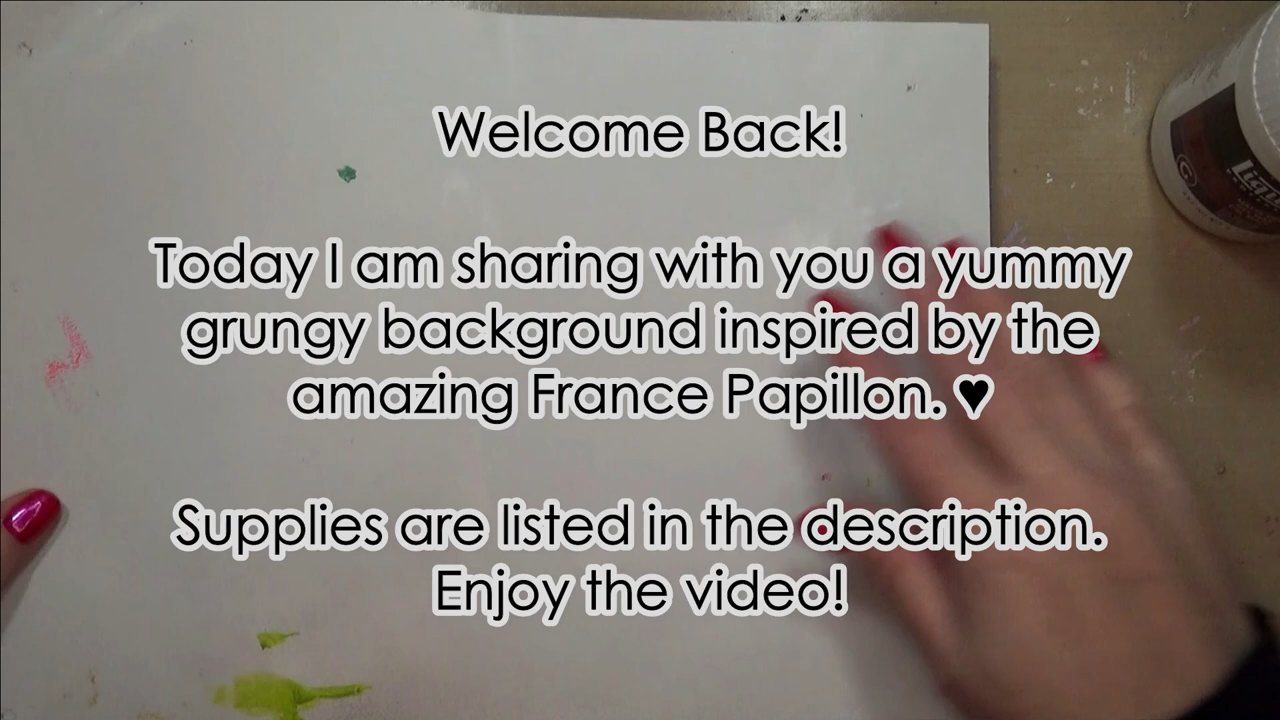 Welcome Back!
Today I am sharing with you a yummy
grungy background inspired by the
amazing France Papillon. ♥
Supplies are listed in the description.
Enjoy the video!